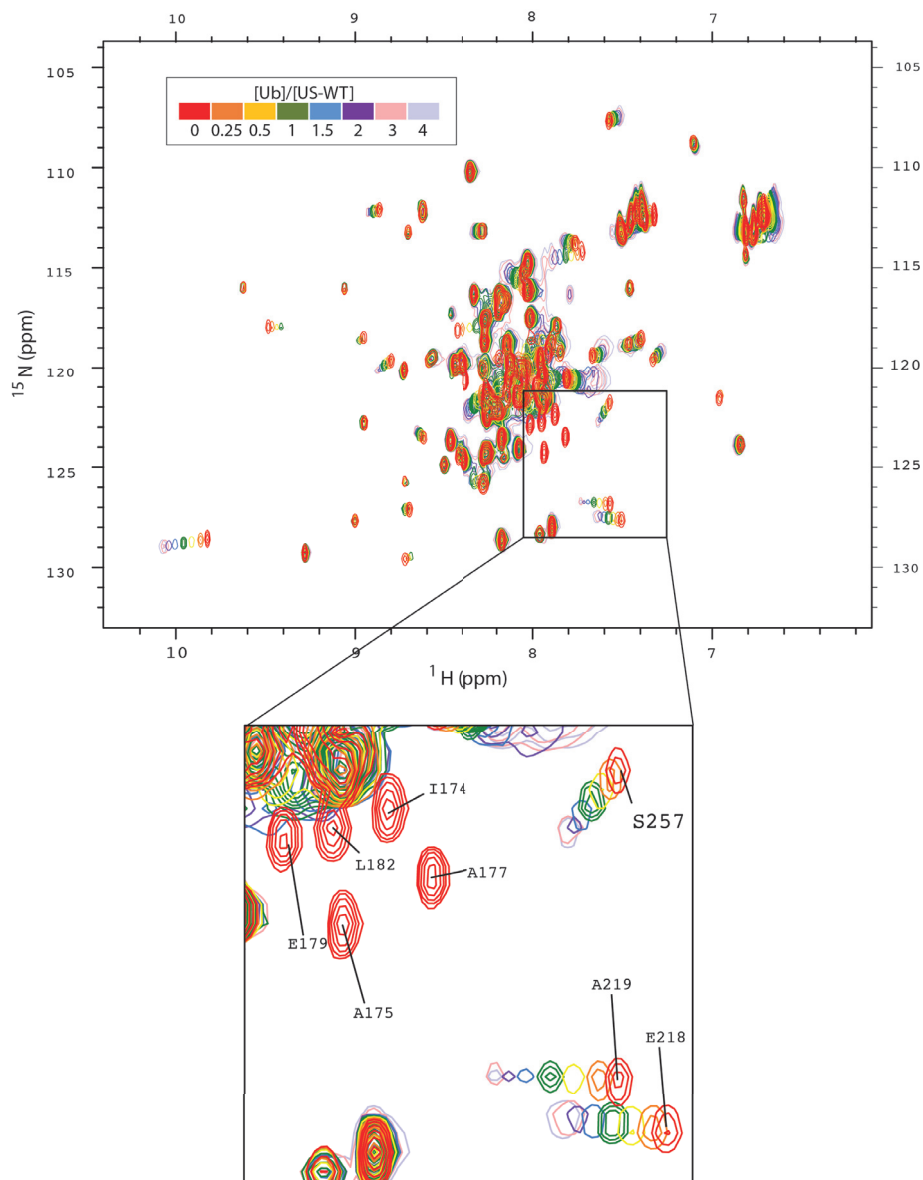 10 9 8 7
[Ub]/[US-WT]
0 0.25 0.5 1 1.5 2 3 4
105 105
110 110
115 115
120 120
125 125
130 130
15N (ppm)
10 9 8 7
1H (ppm)
I174
S257
L182
A177
E179
A175
A219
E218